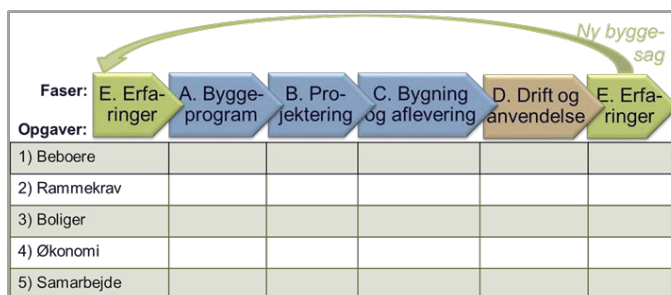 Ny bygge-
sag
Faser:
E. Erfa-
ringer
A. Bygge-
program
B. Pro-
jektering
C. Bygning
og aflevering
D. Drift og
anvendelse
E. Erfa-
ringer
Opgaver:
1) Beboere
2) Rammekrav
3) Boliger
4) Økonomi
5) Samarbejde